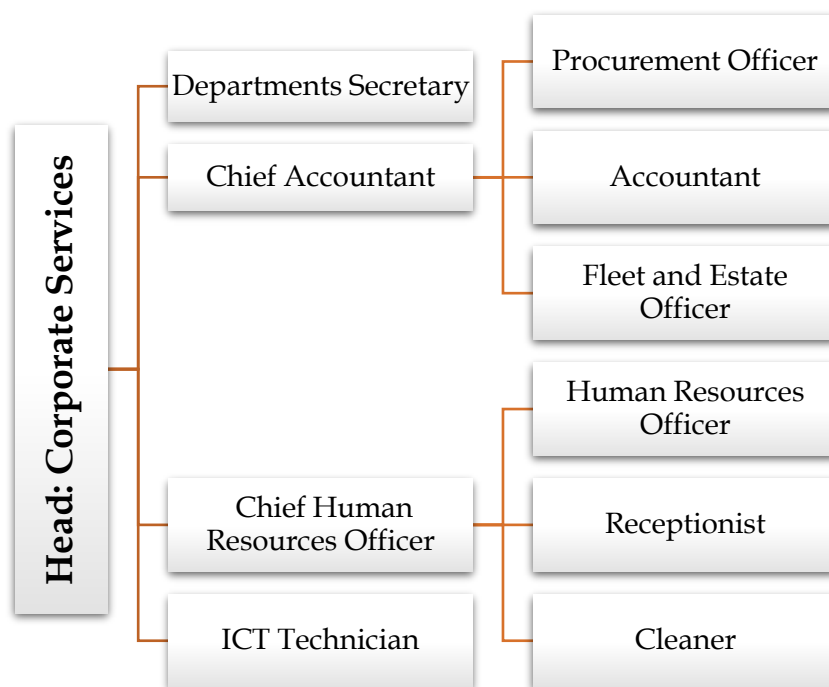 Head: Corporate Services
Departments Secretary
Chief Accountant
Procurement Officer
Accountant
Fleet and Estate
Officer
Chief Human
Resources Officer
Human Resources
Officer
Receptionist
Cleaner
ICT Technician